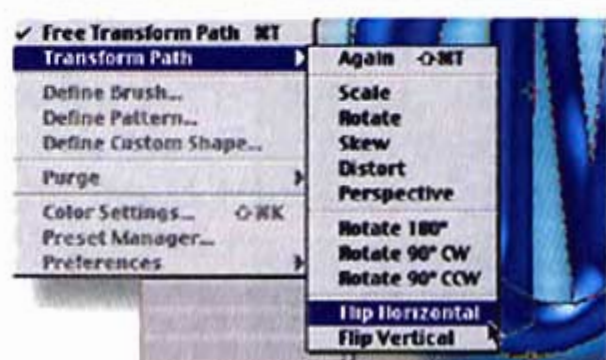 ✓ Free Transform Path ⌘T
Transform Path
Define Brush...
Define Pattern...
Define Custom Shape...
Purge
Color Settings... ⇧⌘K
Preset Manager...
Preferences
Again ⇧⌘T
Scale
Rotate
Skew
Distort
Perspective
Rotate 180°
Rotate 90° CW
Rotate 90° CCW
Flip Horizontal
Flip Vertical